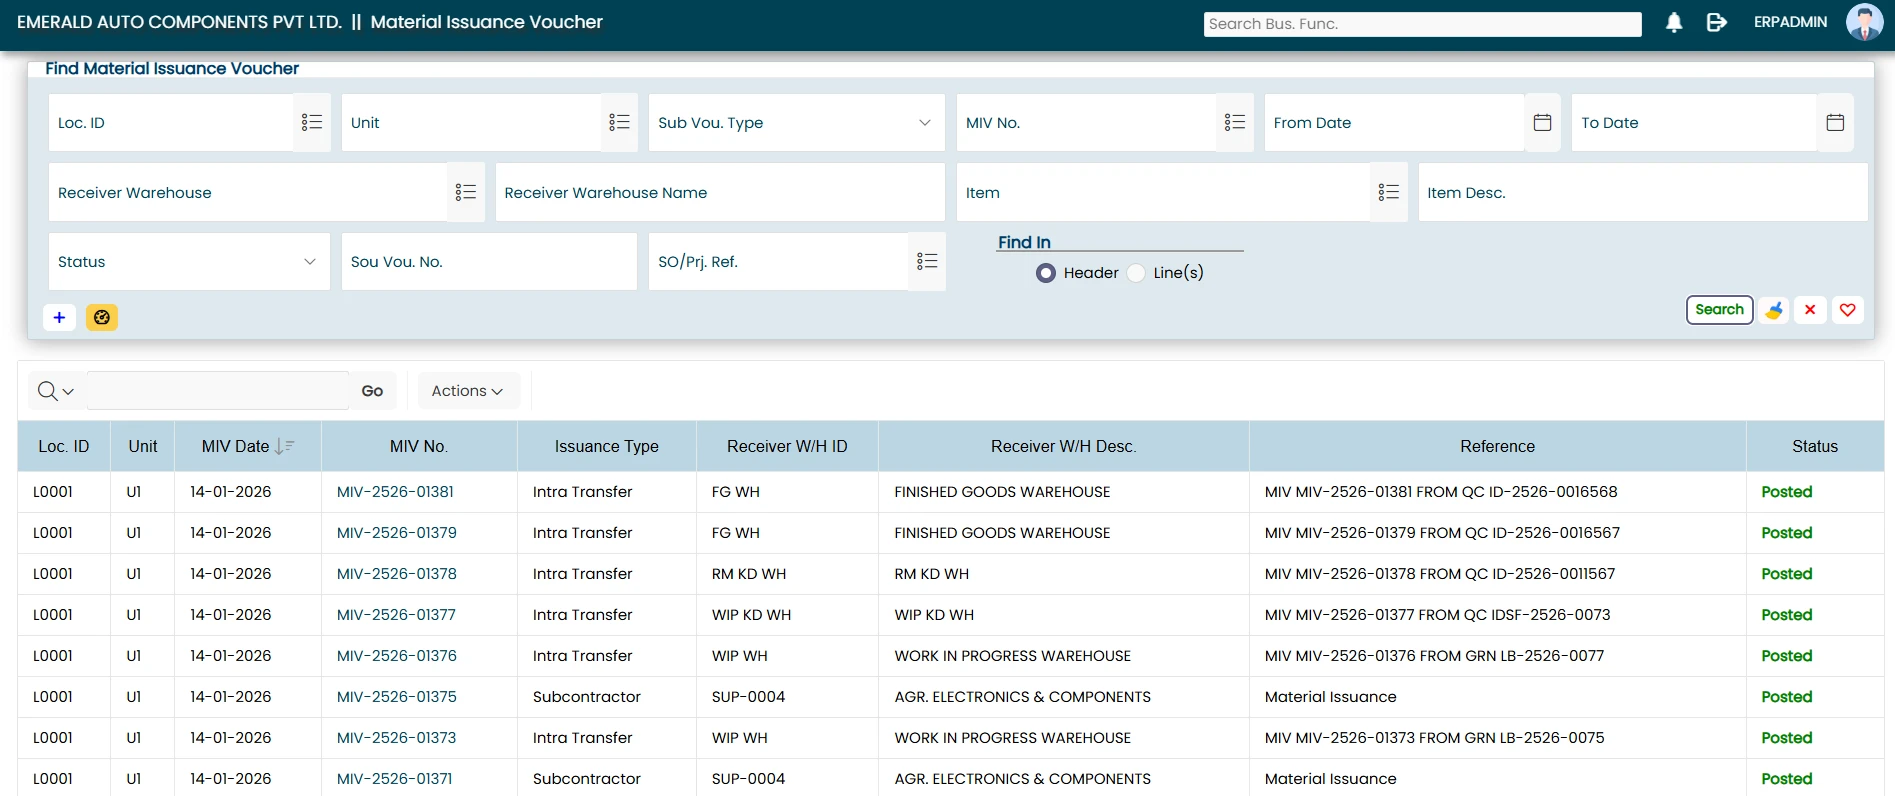 EMERALD AUTO COMPONENTS PVT LTD. || Material Issuance Voucher Search Bus. Func. ERPADMIN
Find Material Issuance Voucher
Loc. ID Unit Sub Vou. Type MIV No. From Date To Date
Receiver Warehouse Receiver Warehouse Name Item Item Desc.
Find In
Status Sou Vou. No. SO/Prj. Ref.
Header Line(s)
Search
Go Actions
Loc. ID Unit MIV Date MIV No. Issuance Type Receiver W/H ID Receiver W/H Desc. Reference Status
L0001 U1 14-01-2026 MIV-2526-01381 Intra Transfer FG WH FINISHED GOODS WAREHOUSE MIV MIV-2526-01381 FROM QC ID-2526-0016568 Posted
L0001 U1 14-01-2026 MIV-2526-01379 Intra Transfer FG WH FINISHED GOODS WAREHOUSE MIV MIV-2526-01379 FROM QC ID-2526-0016567 Posted
L0001 U1 14-01-2026 MIV-2526-01378 Intra Transfer RM KD WH RM KD WH MIV MIV-2526-01378 FROM QC ID-2526-0011567 Posted
L0001 U1 14-01-2026 MIV-2526-01377 Intra Transfer WIP KD WH WIP KD WH MIV MIV-2526-01377 FROM QC IDSF-2526-0073 Posted
L0001 U1 14-01-2026 MIV-2526-01376 Intra Transfer WIP WH WORK IN PROGRESS WAREHOUSE MIV MIV-2526-01376 FROM GRN LB-2526-0077 Posted
L0001 U1 14-01-2026 MIV-2526-01375 Subcontractor SUP-0004 AGR. ELECTRONICS & COMPONENTS Material Issuance Posted
L0001 U1 14-01-2026 MIV-2526-01373 Intra Transfer WIP WH WORK IN PROGRESS WAREHOUSE MIV MIV-2526-01373 FROM GRN LB-2526-0075 Posted
L0001 U1 14-01-2026 MIV-2526-01371 Subcontractor SUP-0004 AGR. ELECTRONICS & COMPONENTS Material Issuance Posted